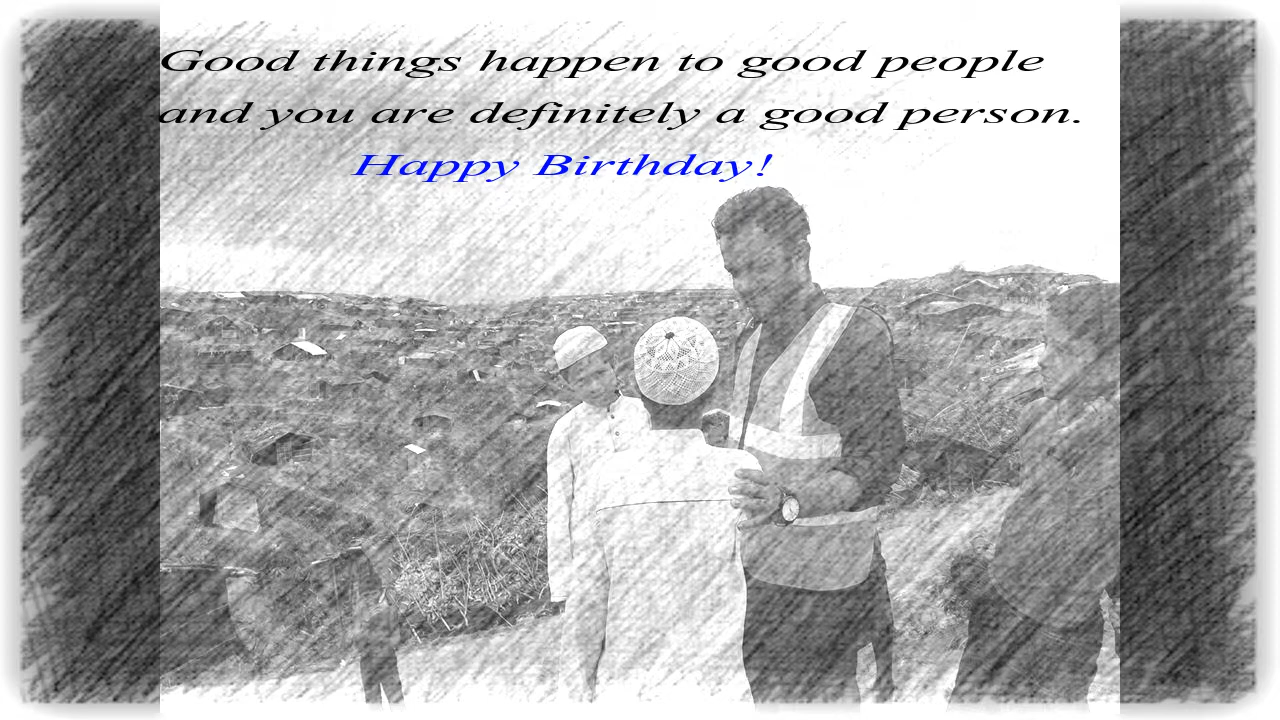 Good things happen to good people
and you are definitely a good person.
Happy Birthday!